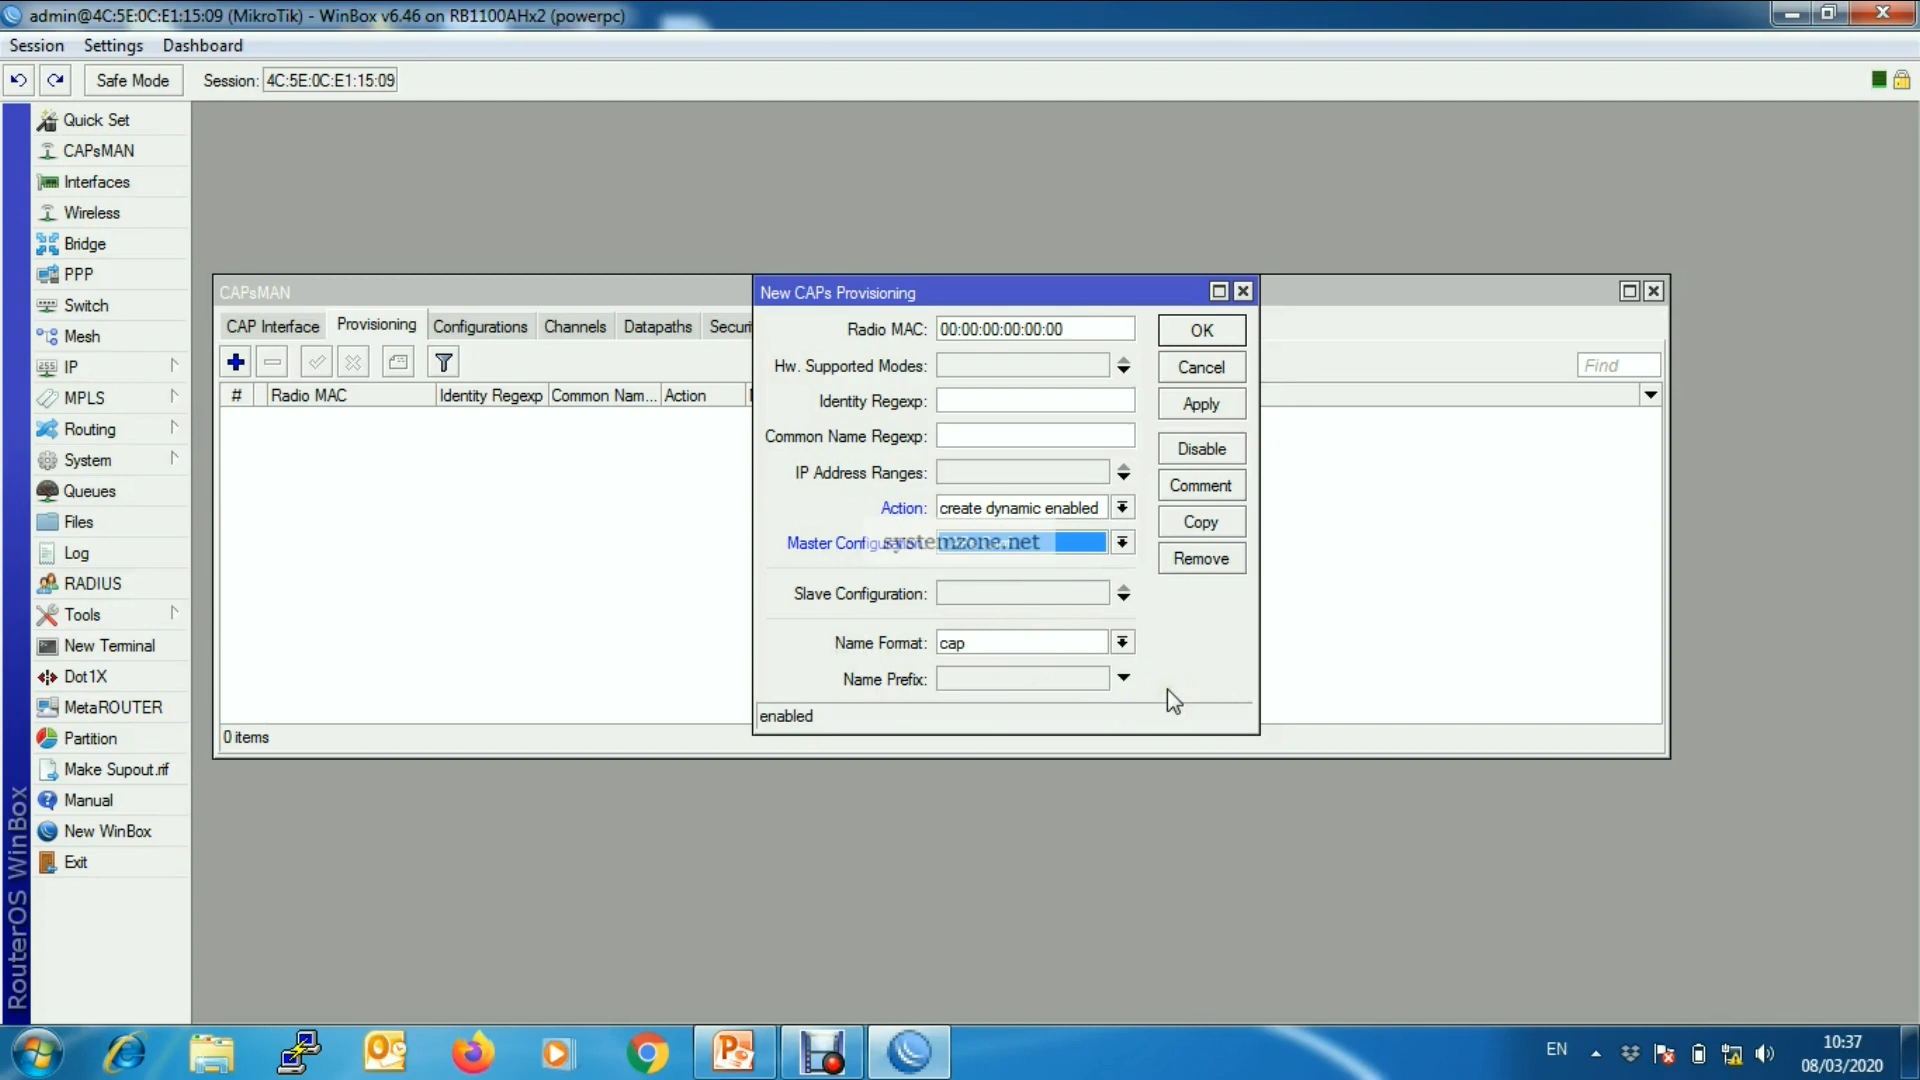 admin@4C:5E:0C:E1:15:09 (MikroTik) - WinBox v6.46 on RB1100AHx2 (powerpc)
Session Settings Dashboard
Safe Mode Session: 4C:5E:0C:E1:15:09
Quick Set
CAPsMAN
Interfaces
Wireless
Bridge
PPP
Switch
Mesh
IP
MPLS
Routing
System
Queues
Files
Log
RADIUS
Tools
New Terminal
Dot1X
MetaROUTER
Partition
Make Supout.rif
Manual
New WinBox
Exit
RouterOS WinBox
CAPsMAN
CAP Interface Provisioning Configurations Channels Datapaths Securi
Find
# Radio MAC Identity Regexp Common Nam... Action
0 items
New CAPs Provisioning
Radio MAC: 00:00:00:00:00:00
Hw. Supported Modes:
Identity Regexp:
Common Name Regexp:
IP Address Ranges:
Action: create dynamic enabled
Master Configuration:
systemzone.net
Slave Configuration:
Name Format: cap
Name Prefix:
enabled
OK
Cancel
Apply
Disable
Comment
Copy
Remove
EN
10:37
08/03/2020